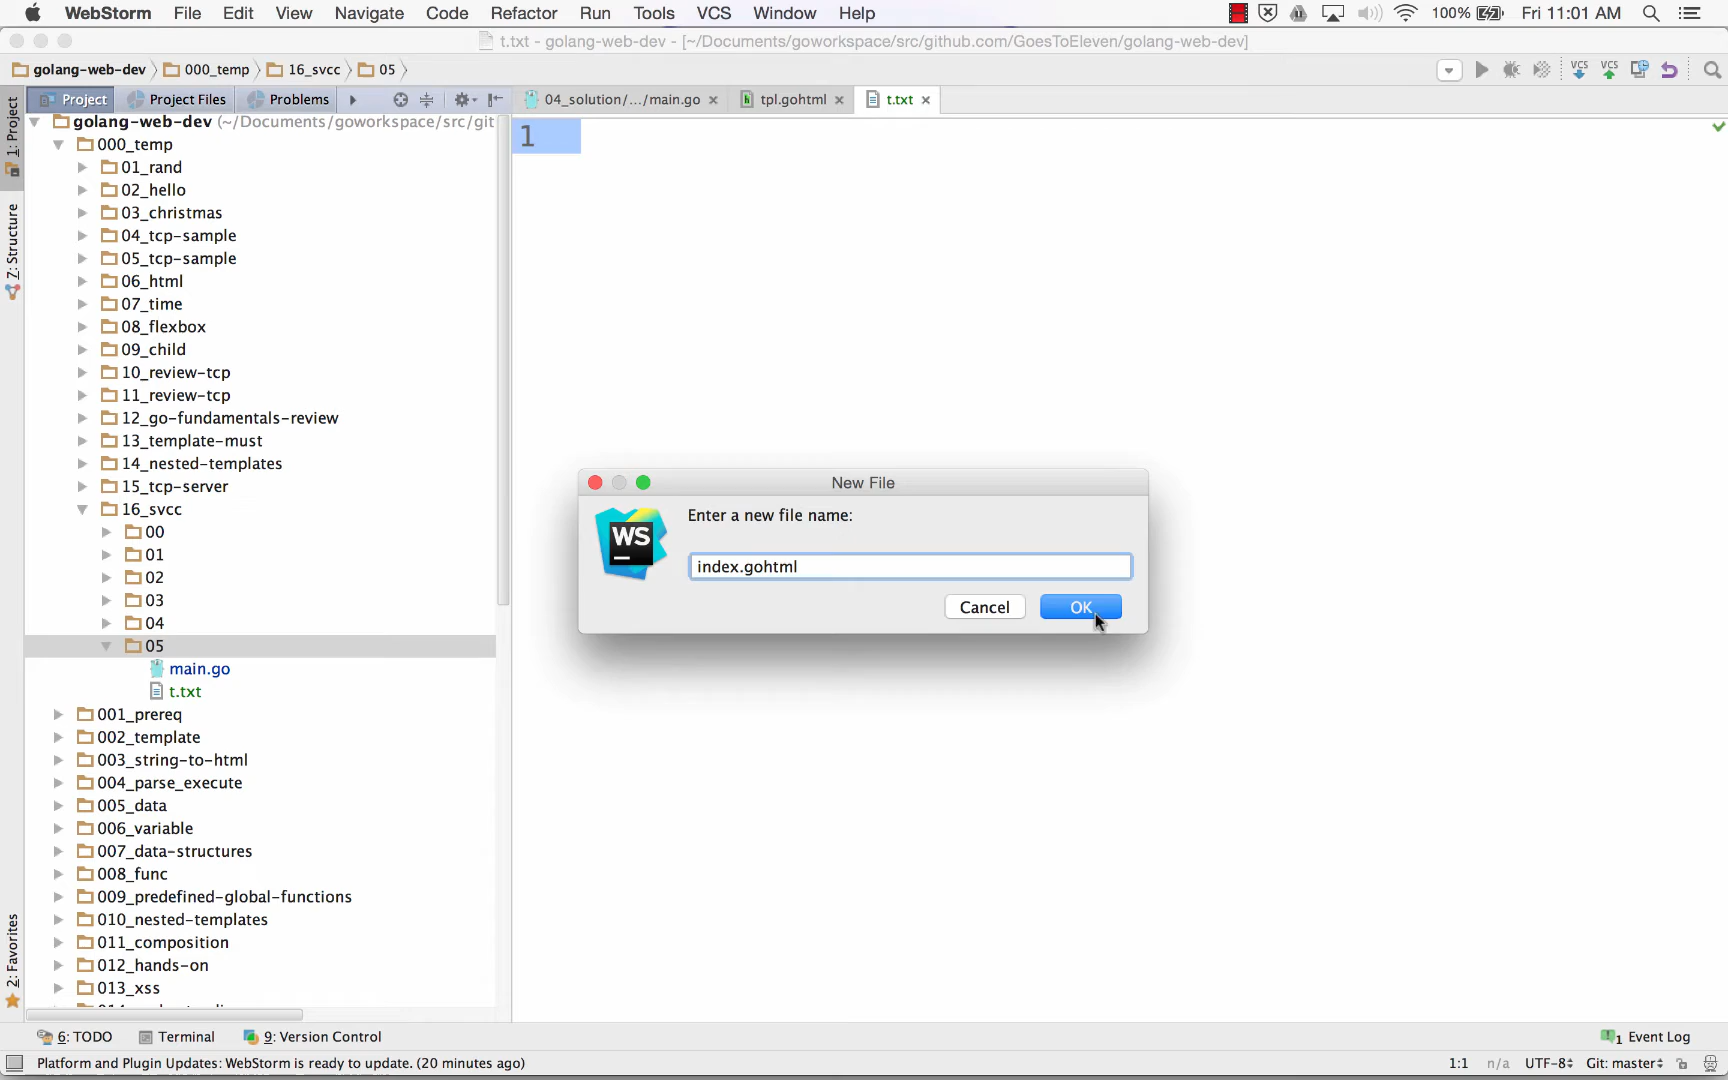 WebStorm File Edit View Navigate Code Refactor Run Tools VCS Window Help 100% Fri 11:01 AM
t.txt - golang-web-dev - [~/Documents/goworkspace/src/github.com/GoesToEleven/golang-web-dev]
golang-web-dev 000_temp 16_svcc 05
Project Project Files Problems 04_solution/.../main.go tpl.gohtml t.txt
1: Project
Z: Structure
2: Favorites
golang-web-dev (~/Documents/goworkspace/src/git
000_temp
01_rand
02_hello
03_christmas
04_tcp-sample
05_tcp-sample
06_html
07_time
08_flexbox
09_child
10_review-tcp
11_review-tcp
12_go-fundamentals-review
13_template-must
14_nested-templates
15_tcp-server
16_svcc
00
01
02
03
04
05
main.go
t.txt
001_prereq
002_template
003_string-to-html
004_parse_execute
005_data
006_variable
007_data-structures
008_func
009_predefined-global-functions
010_nested-templates
011_composition
012_hands-on
013_xss
1
New File
WS
Enter a new file name:
index.gohtml
Cancel OK
6: TODO Terminal 9: Version Control 1 Event Log
Platform and Plugin Updates: WebStorm is ready to update. (20 minutes ago) 1:1 n/a UTF-8 Git: master